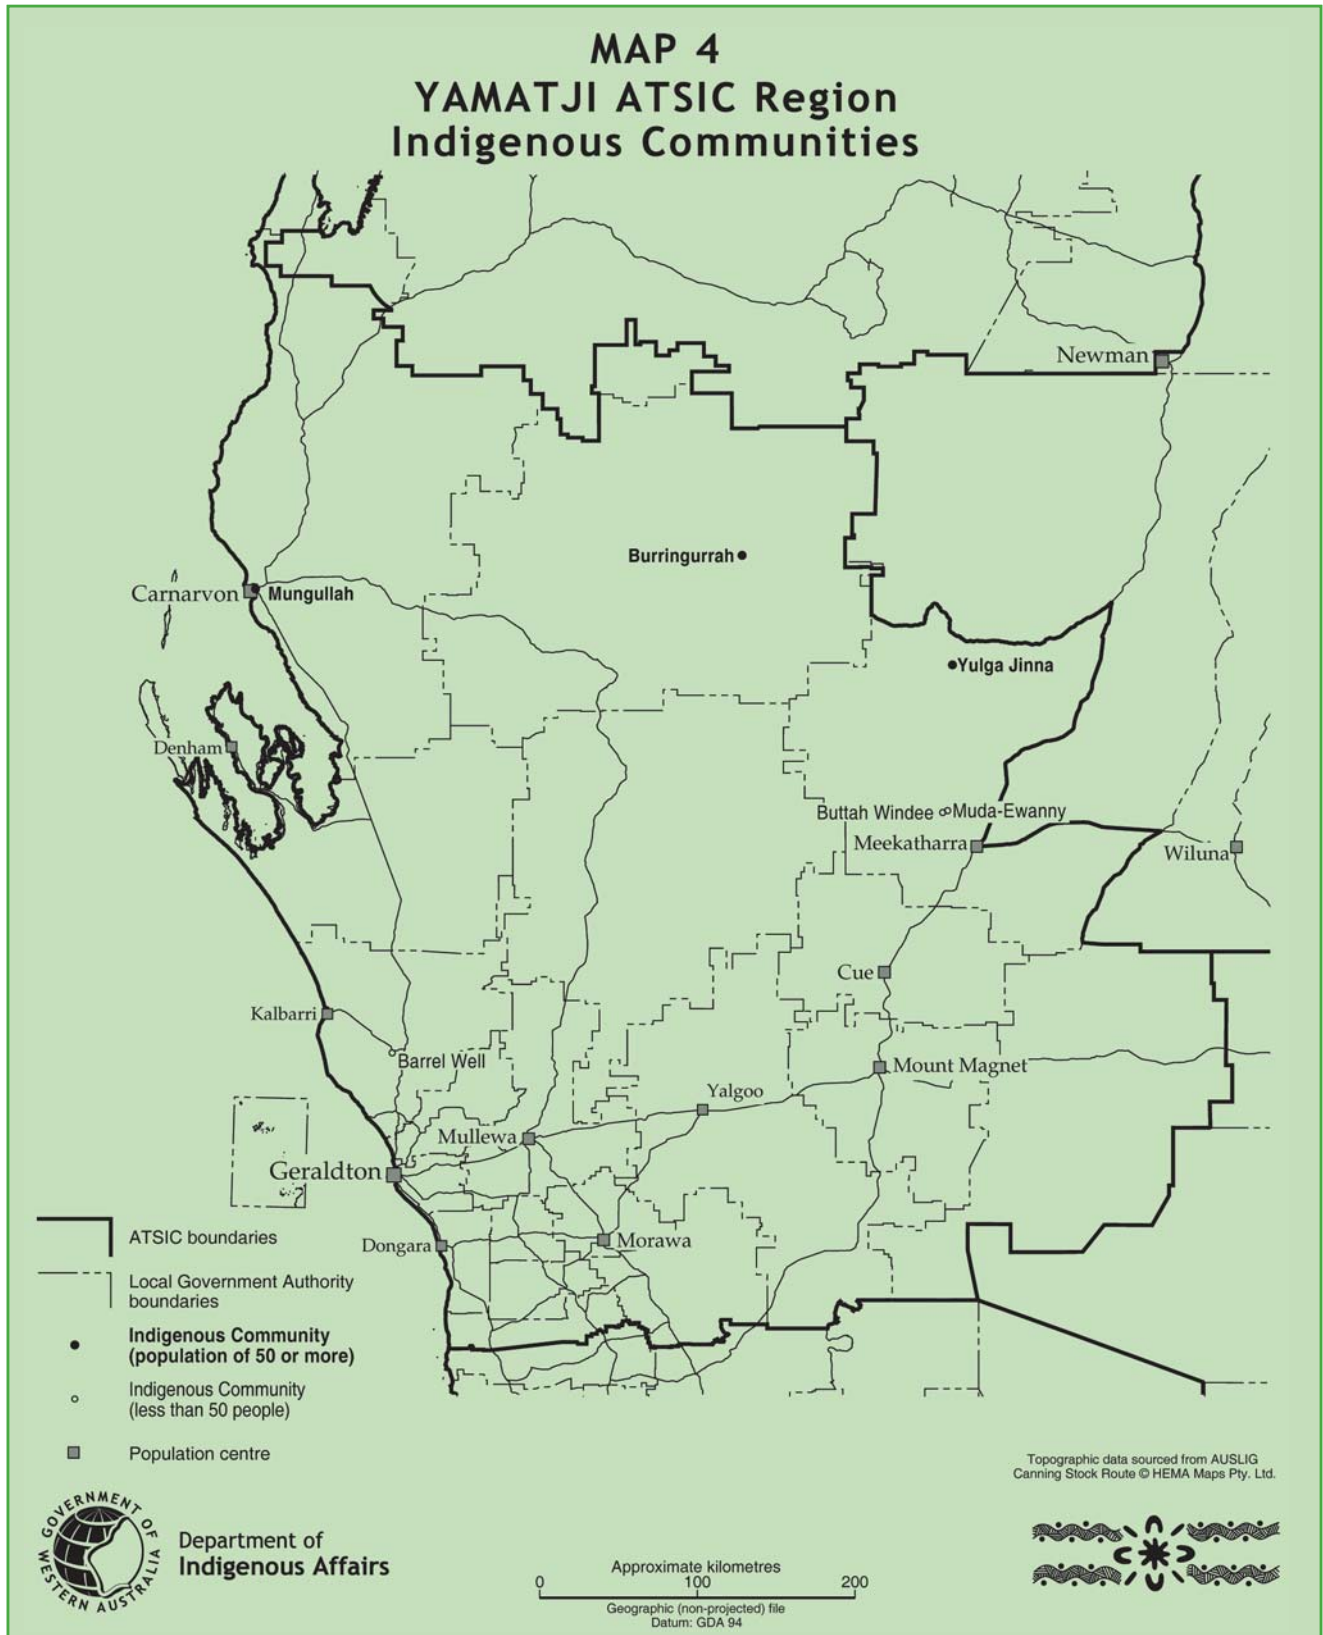 MAP 4
YAMATJI ATSIC Region
Indigenous Communities
Newman
Burringurrah
Carnarvon
Mungullah
Yulga Jinna
Denham
Buttah Windee
Muda-Ewanny
Meekatharra
Wiluna
Cue
Kalbarri
Barrel Well
Mount Magnet
Yalgoo
Mullewa
Geraldton
Dongara
Morawa
ATSIC boundaries
Local Government Authority
boundaries
Indigenous Community
(population of 50 or more)
Indigenous Community
(less than 50 people)
Population centre
Topographic data sourced from AUSLIG
Canning Stock Route © HEMA Maps Pty. Ltd.
GOVERNMENT OF
WESTERN AUSTRALIA
Department of
Indigenous Affairs
Approximate kilometres
0 100 200
Geographic (non-projected) file
Datum: GDA 94